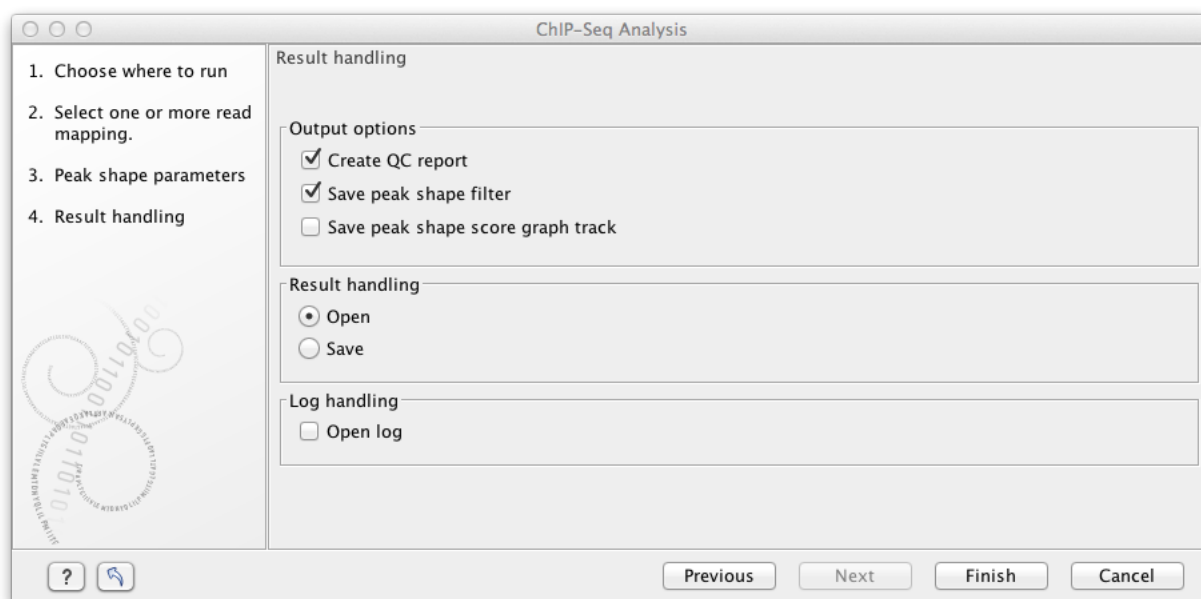 ChIP-Seq Analysis
1. Choose where to run
2. Select one or more read
mapping.
3. Peak shape parameters
4. Result handling
Result handling
Output options
Create QC report
Save peak shape filter
Save peak shape score graph track
Result handling
Open
Save
Log handling
Open log
?
Previous
Next
Finish
Cancel